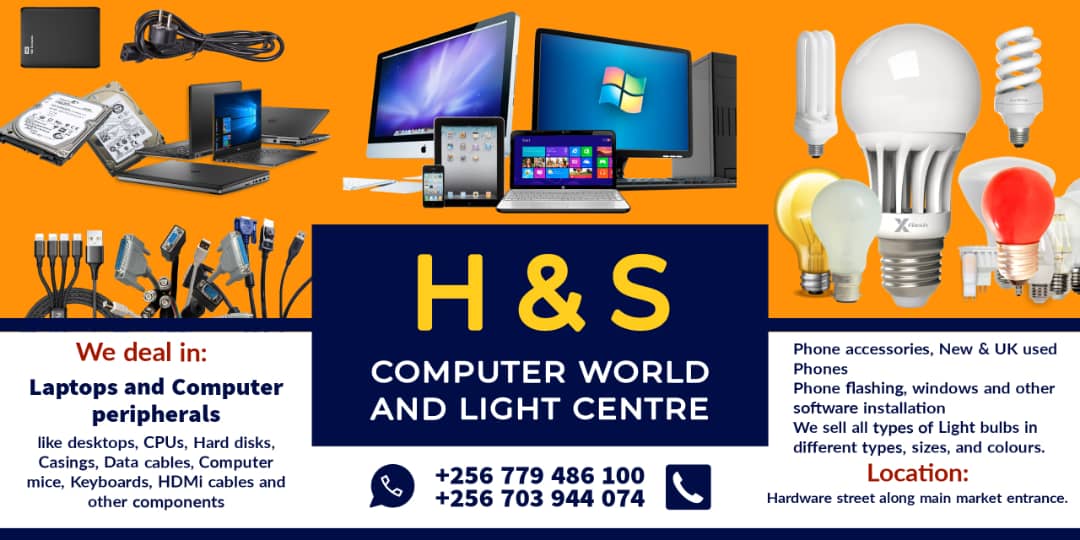 H & S
COMPUTER WORLD
AND LIGHT CENTRE
We deal in:
Laptops and Computer
peripherals
like desktops, CPUs, Hard disks,
Casings, Data cables, Computer
mice, Keyboards, HDMi cables and
other components
+256 779 486 100
+256 703 944 074
Phone accessories, New & UK used
Phones
Phone flashing, windows and other
software installation
We sell all types of Light bulbs in
different types, sizes, and colours.
Location:
Hardware street along main market entrance.